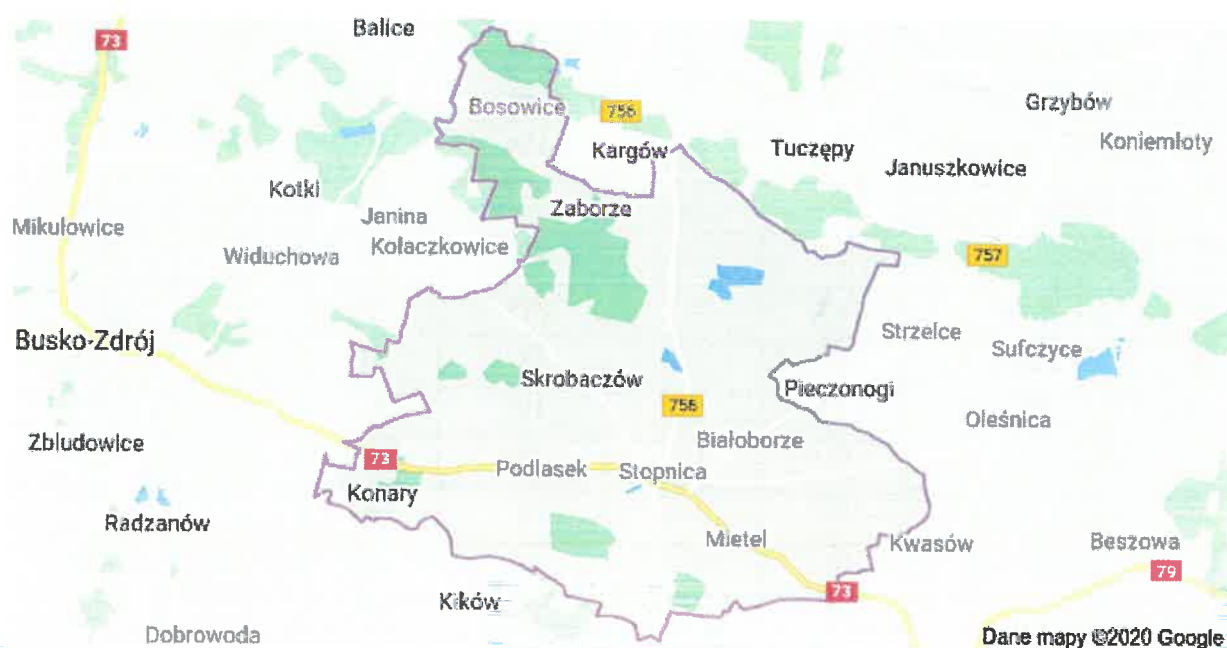 73
Balice
Bosowice
756
Grzybów
Koniemłoty
Kargów
Tuczępy
Januszkowice
Kotki
Zaborze
Janina
Mikułowice
Kołaczkowice
Widuchowa
757
Busko-Zdrój
Strzelce
Sufczyce
Skrobaczów
Pieczonogi
756
Oleśnica
Zbludowice
Białoborze
73
Podlasek
Stopnica
Konary
Radzanów
Mietel
Kwasów
Beszowa
79
73
Kików
Dobrowoda
Dane mapy ©2020 Google